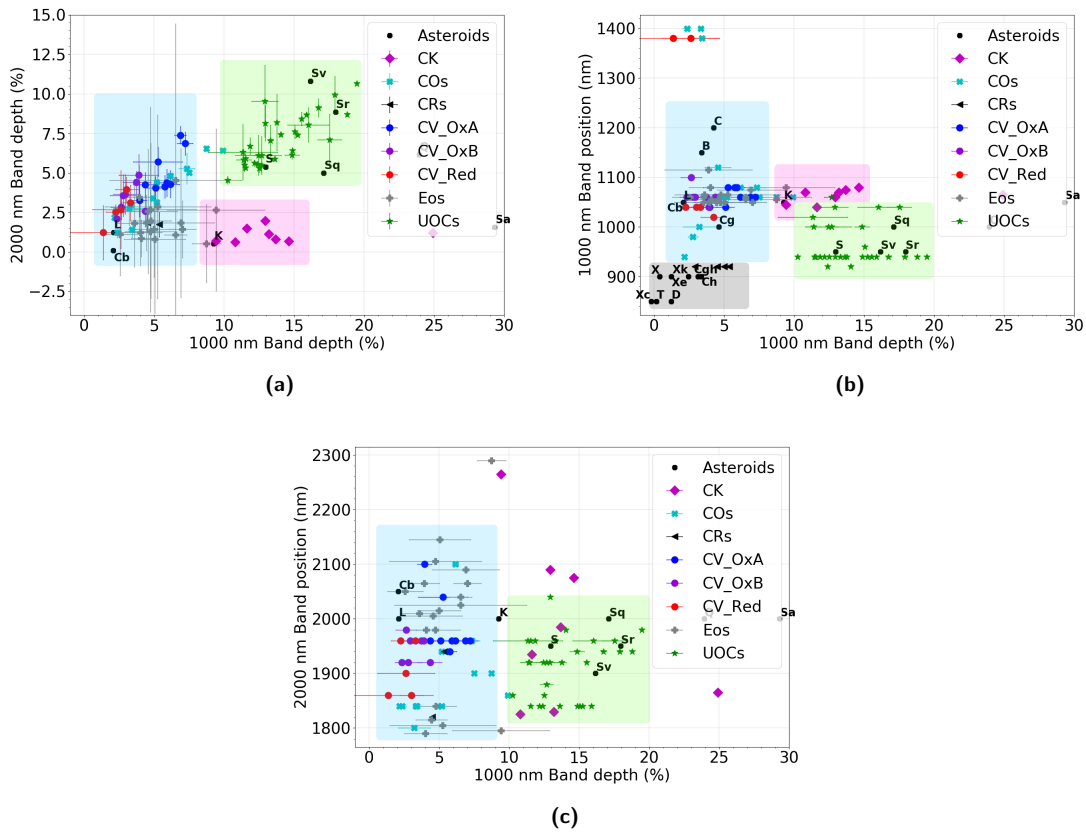 15.0
12.5
10.0
7.5
5.0
2.5
0.0
−2.5
2000 nm Band depth (%)
0
5
10
15
20
25
30
1000 nm Band depth (%)
Sv
Sr
S
Sq
L
K
Cb
Sa
Asteroids
CK
COs
CRs
CV_OxA
CV_OxB
CV_Red
Eos
UOCs
(a)
1400
1300
1200
1100
1000
900
1000 nm Band position (nm)
0
5
10
15
20
25
30
1000 nm Band depth (%)
C
B
L
Cb
Cg
K
Sq
S
Sv
Sr
Sa
X
Xk
Cgh
Xe
Ch
Xc
T
D
Asteroids
CK
COs
CRs
CV_OxA
CV_OxB
CV_Red
Eos
UOCs
(b)
2300
2200
2100
2000
1900
1800
2000 nm Band position (nm)
0
5
10
15
20
25
30
1000 nm Band depth (%)
Cb
L
K
Sq
S
Sr
Sv
Sa
Asteroids
CK
COs
CRs
CV_OxA
CV_OxB
CV_Red
Eos
UOCs
(c)